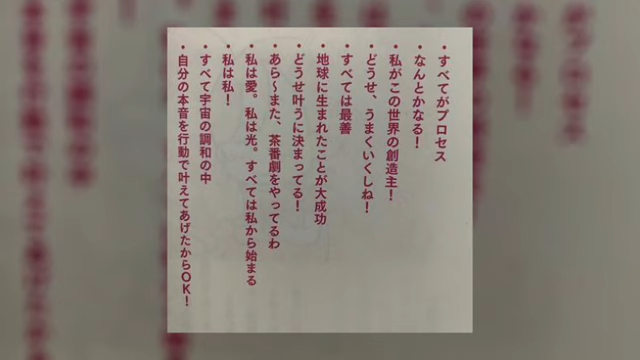 ・すべてがプロセス
・なんとかなる！
・私がこの世界の創造主！
・どうせ、うまくいくしね！
・すべては最善
・地球に生まれたことが大成功
・どうせ叶うに決まってる！
・あら〜また、茶番劇をやってるわ
私は愛。私は光。すべては私から始まる
・私は私！
・すべて宇宙の調和の中
・自分の本音を行動で叶えてあげたからOK！